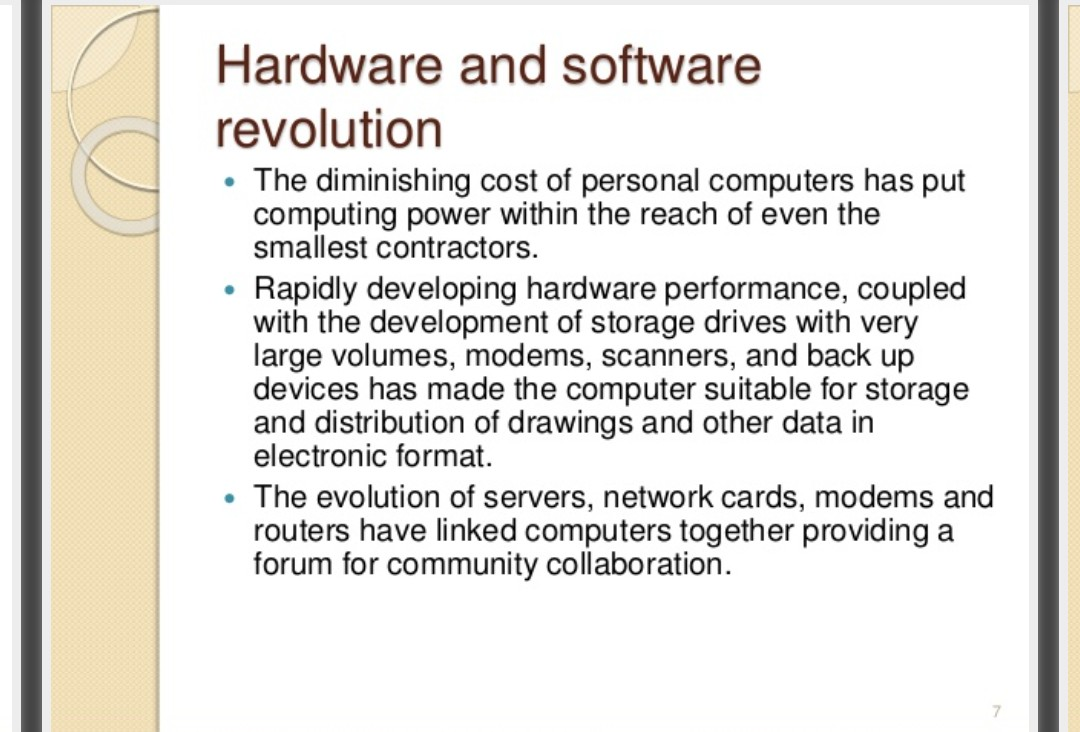 Hardware and software
revolution
• The diminishing cost of personal computers has put
computing power within the reach of even the
smallest contractors.
• Rapidly developing hardware performance, coupled
with the development of storage drives with very
large volumes, modems, scanners, and back up
devices has made the computer suitable for storage
and distribution of drawings and other data in
electronic format.
• The evolution of servers, network cards, modems and
routers have linked computers together providing a
forum for community collaboration.
7